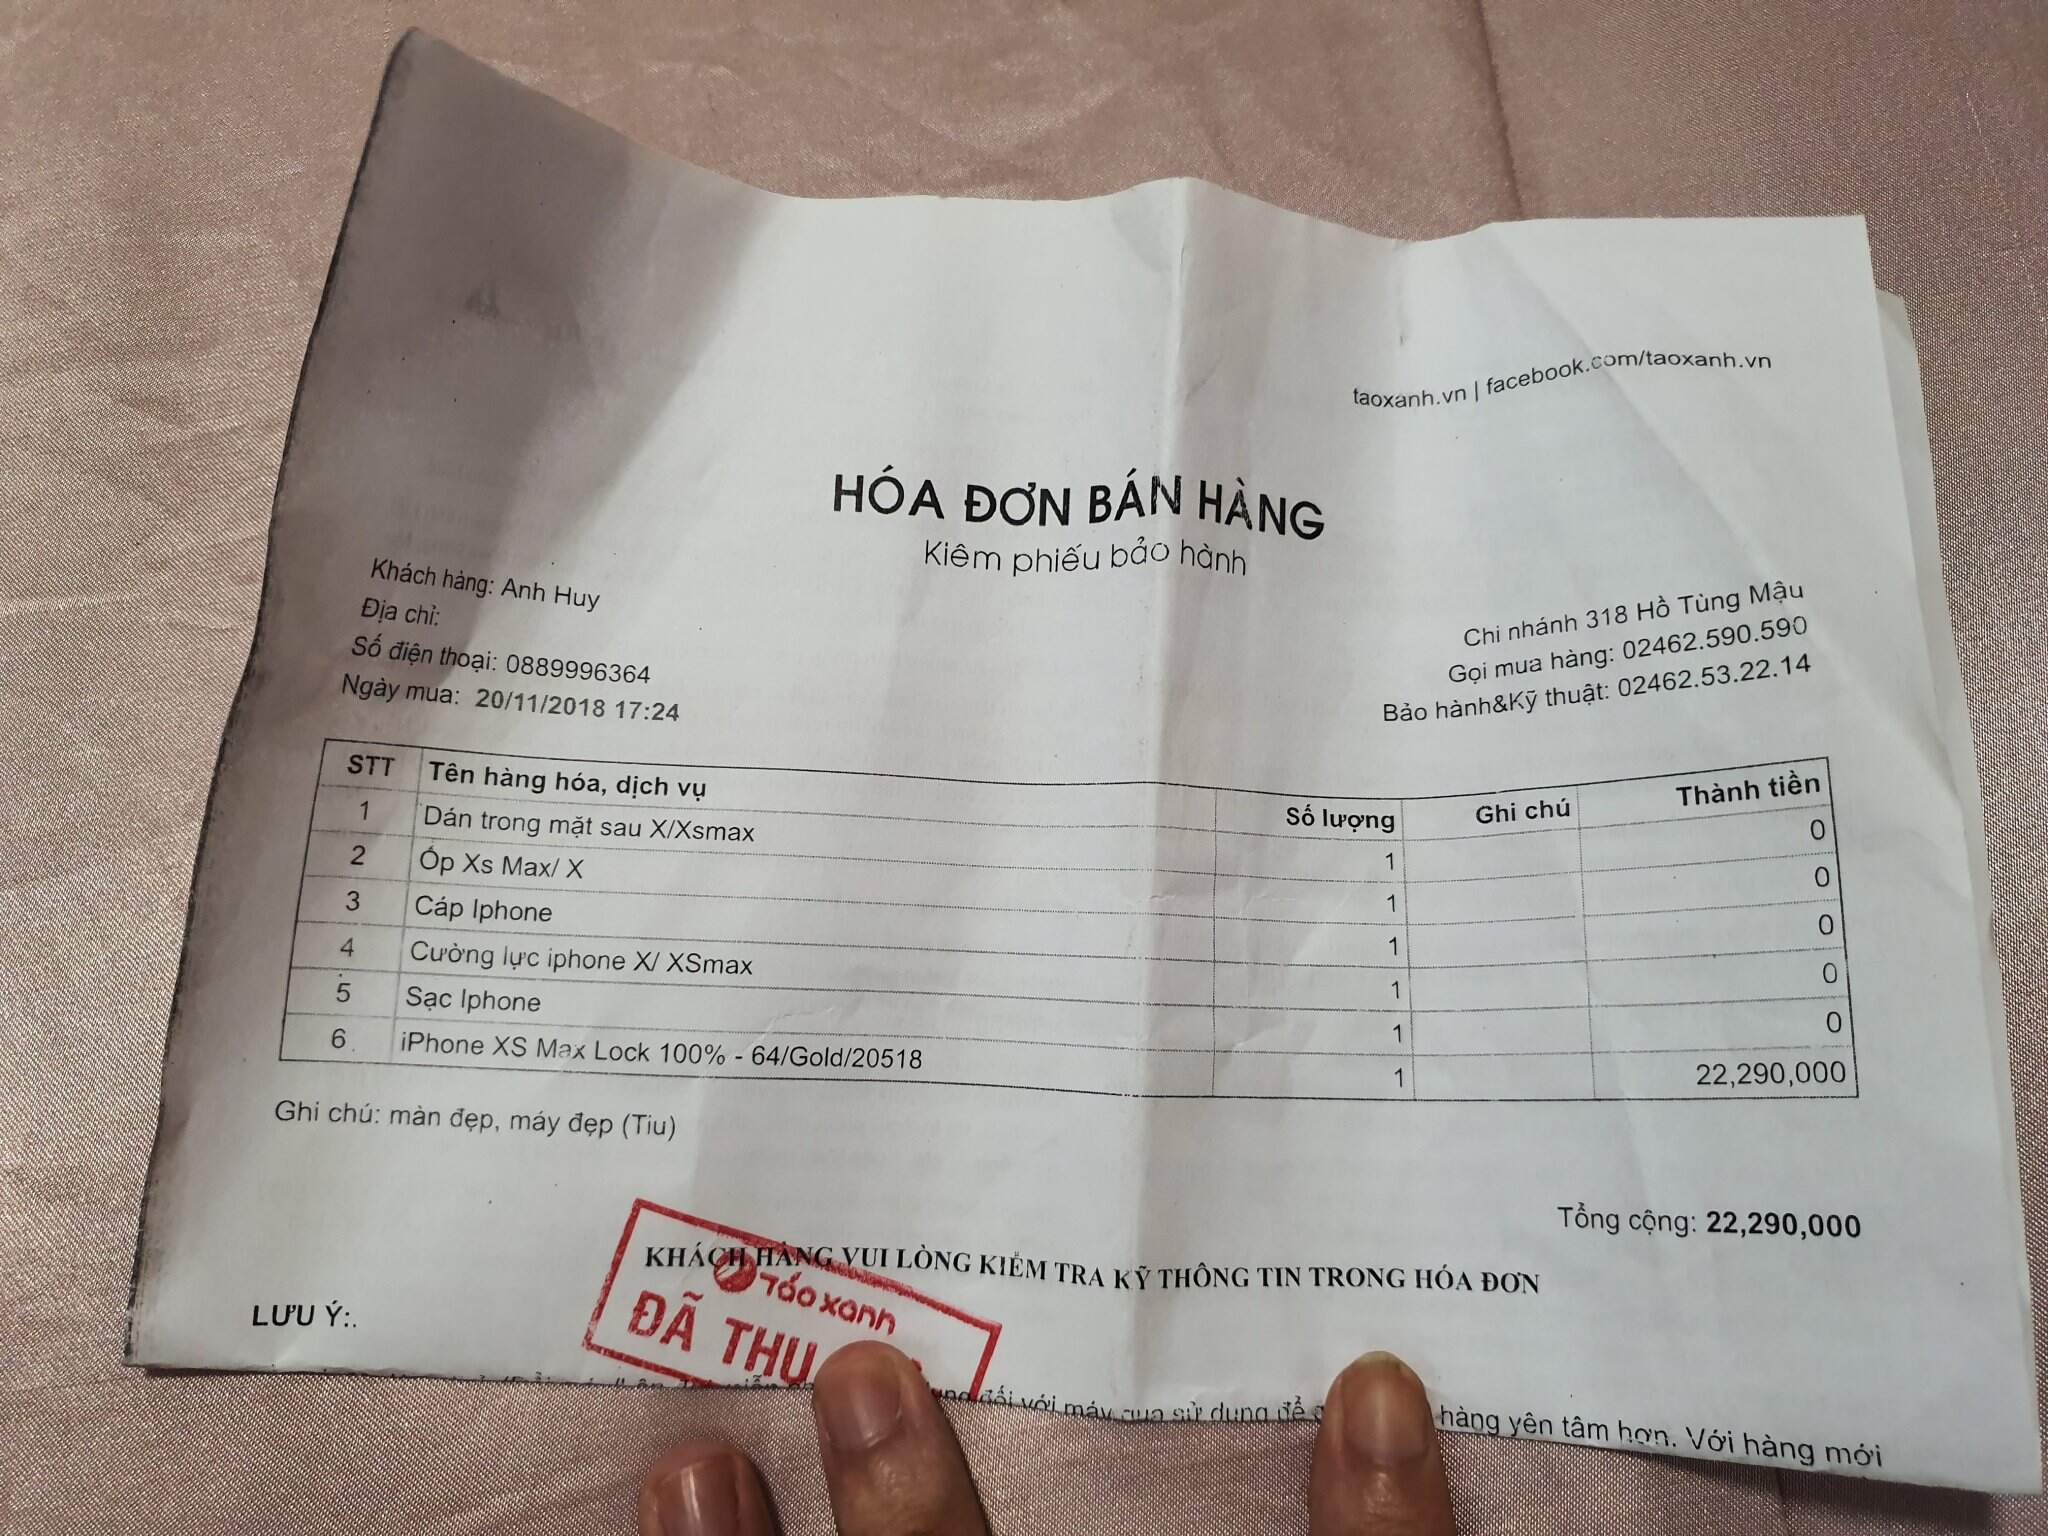 taoxanh.vn | facebook.com/taoxanh.vn
HÓA ĐƠN BÁN HÀNG
Kiêm phiếu bảo hành
Khách hàng: Anh Huy
Địa chỉ:
Số điện thoại: 0889996364
Ngày mua: 20/11/2018 17:24
Chi nhánh 318 Hồ Tùng Mậu
Gọi mua hàng: 02462.590.590
Bảo hành&Kỹ thuật: 02462.53.22.14
STT Tên hàng hóa, dịch vụ Số lượng Ghi chú Thành tiền
1 Dán trong mặt sau X/Xsmax 1 0
2 Ốp Xs Max/ X 1 0
3 Cáp Iphone 1 0
4 Cường lực iphone X/ XSmax 1 0
5 Sạc Iphone 1 0
6 iPhone XS Max Lock 100% - 64/Gold/20518 1 22,290,000
Ghi chú: màn đẹp, máy đẹp (Tiu)
Tổng cộng: 22,290,000
KHÁCH HÀNG VUI LÒNG KIỂM TRA KỸ THÔNG TIN TRONG HÓA ĐƠN
Táo xanh
ĐÃ THU
LƯU Ý:.
đối với máy qua sử dụng để hàng yên tâm hơn. Với hàng mới